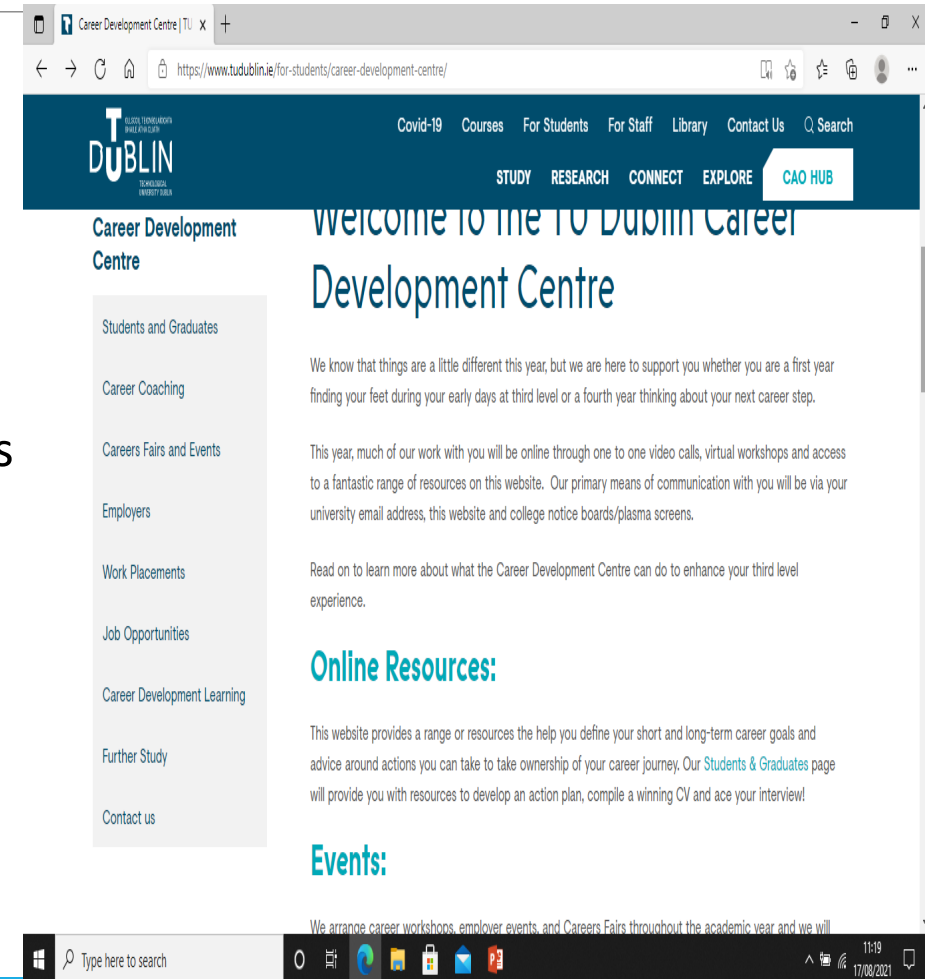 Career Development Centre | TU
https://www.tudublin.ie/for-students/career-development-centre/
OLLSCOIL TEICNEOLAÍOCHTA
BHAILE ÁTHA CLIATH
TU DUBLIN
TECHNOLOGICAL
UNIVERSITY DUBLIN
Covid-19 Courses For Students For Staff Library Contact Us Search
STUDY RESEARCH CONNECT EXPLORE CAO HUB
Career Development
Centre
Students and Graduates
Career Coaching
Careers Fairs and Events
Employers
Work Placements
Job Opportunities
Career Development Learning
Further Study
Contact us
s
Welcome to the TU Dublin Career
Development Centre
We know that things are a little different this year, but we are here to support you whether you are a first year
finding your feet during your early days at third level or a fourth year thinking about your next career step.
This year, much of our work with you will be online through one to one video calls, virtual workshops and access
to a fantastic range of resources on this website. Our primary means of communication with you will be via your
university email address, this website and college notice boards/plasma screens.
Read on to learn more about what the Career Development Centre can do to enhance your third level
experience.
Online Resources:
This website provides a range or resources the help you define your short and long-term career goals and
advice around actions you can take to take ownership of your career journey. Our Students & Graduates page
will provide you with resources to develop an action plan, compile a winning CV and ace your interview!
Events:
We arrange career workshops, employer events, and Careers Fairs throughout the academic year and we will
Type here to search
11:19
17/08/2021